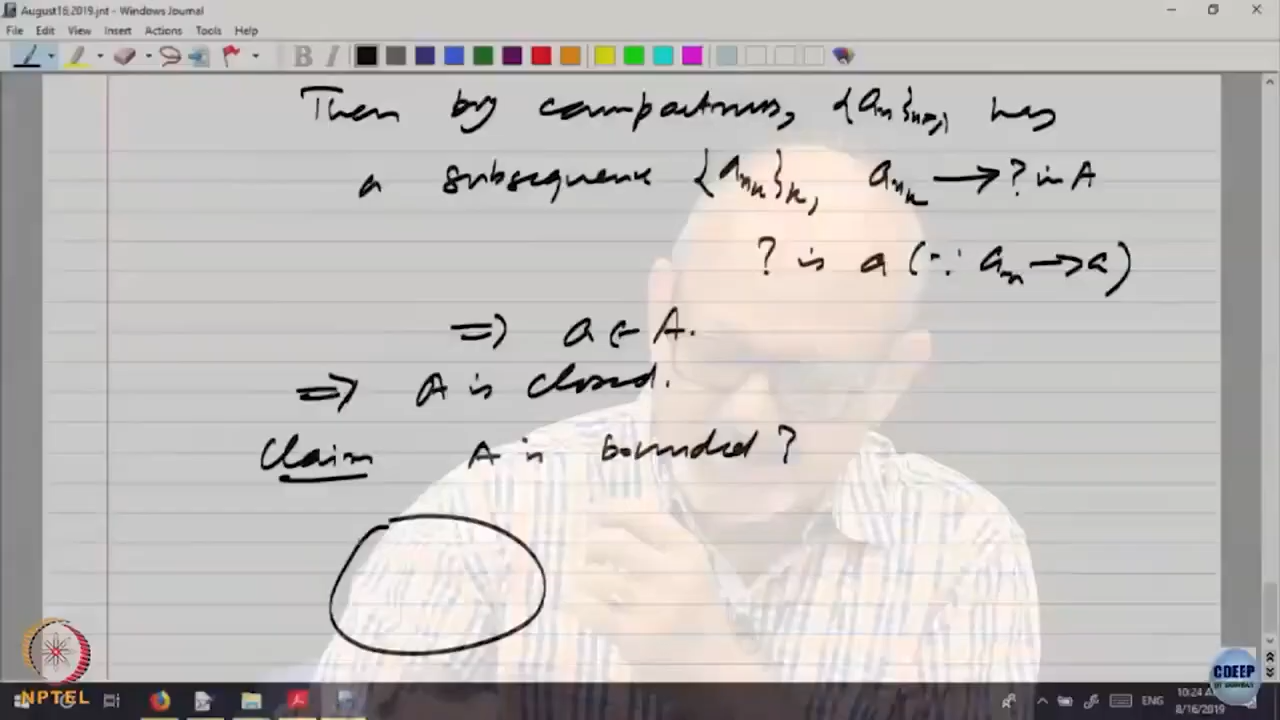 August16,2019.jnt - Windows Journal
File Edit View Insert Actions Tools Help
B I
Then by compactness, {aₙ}ₙ≥₁ has
a subsequence {aₙₖ}ₖ, aₙₖ → ? in A
? is a (∵ aₙ → a)
⇒ a ∈ A.
⇒ A is closed.
Claim A is bounded ?
NPTEL
CDEEP
ENG
10:24 A
8/16/2019